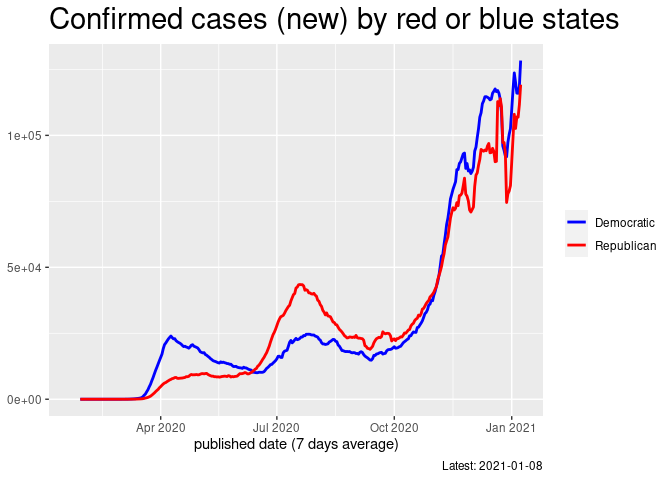 Confirmed cases (new) by red or blue states
1e+05
5e+04
0e+00
Apr 2020
Jul 2020
Oct 2020
Jan 2021
published date (7 days average)
Democratic
Republican
Latest: 2021-01-08